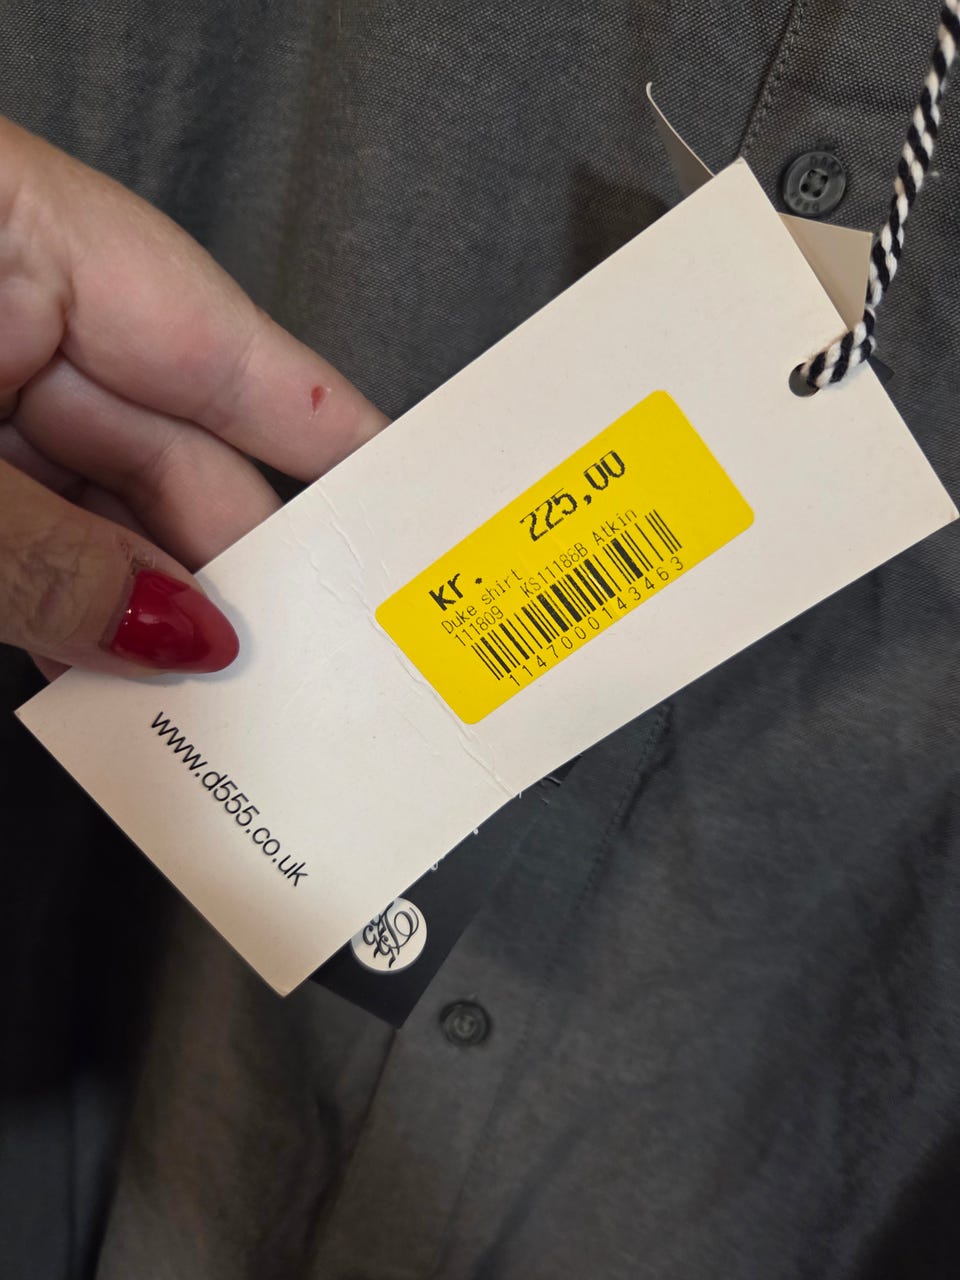 kr. 225,00
Duke shirt
111809 KS11186B Atkin
1147000143463
www.d555.co.uk